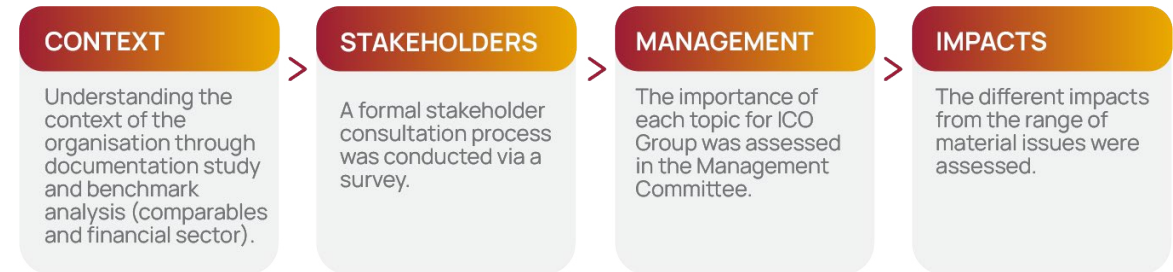 CONTEXT
Understanding the
context of the
organisation through
documentation study
and benchmark
analysis (comparables
and financial sector).
>
STAKEHOLDERS
A formal stakeholder
consultation process
was conducted via a
survey.
>
MANAGEMENT
The importance of
each topic for ICO
Group was assessed
in the Management
Committee.
>
IMPACTS
The different impacts
from the range of
material issues were
assessed.